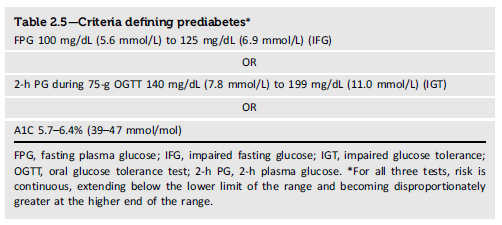 Table 2.5—Criteria defining prediabetes*
FPG 100 mg/dL (5.6 mmol/L) to 125 mg/dL (6.9 mmol/L) (IFG)
OR
2-h PG during 75-g OGTT 140 mg/dL (7.8 mmol/L) to 199 mg/dL (11.0 mmol/L) (IGT)
OR
A1C 5.7–6.4% (39–47 mmol/mol)
FPG, fasting plasma glucose; IFG, impaired fasting glucose; IGT, impaired glucose tolerance;
OGTT, oral glucose tolerance test; 2-h PG, 2-h plasma glucose. *For all three tests, risk is
continuous, extending below the lower limit of the range and becoming disproportionately
greater at the higher end of the range.